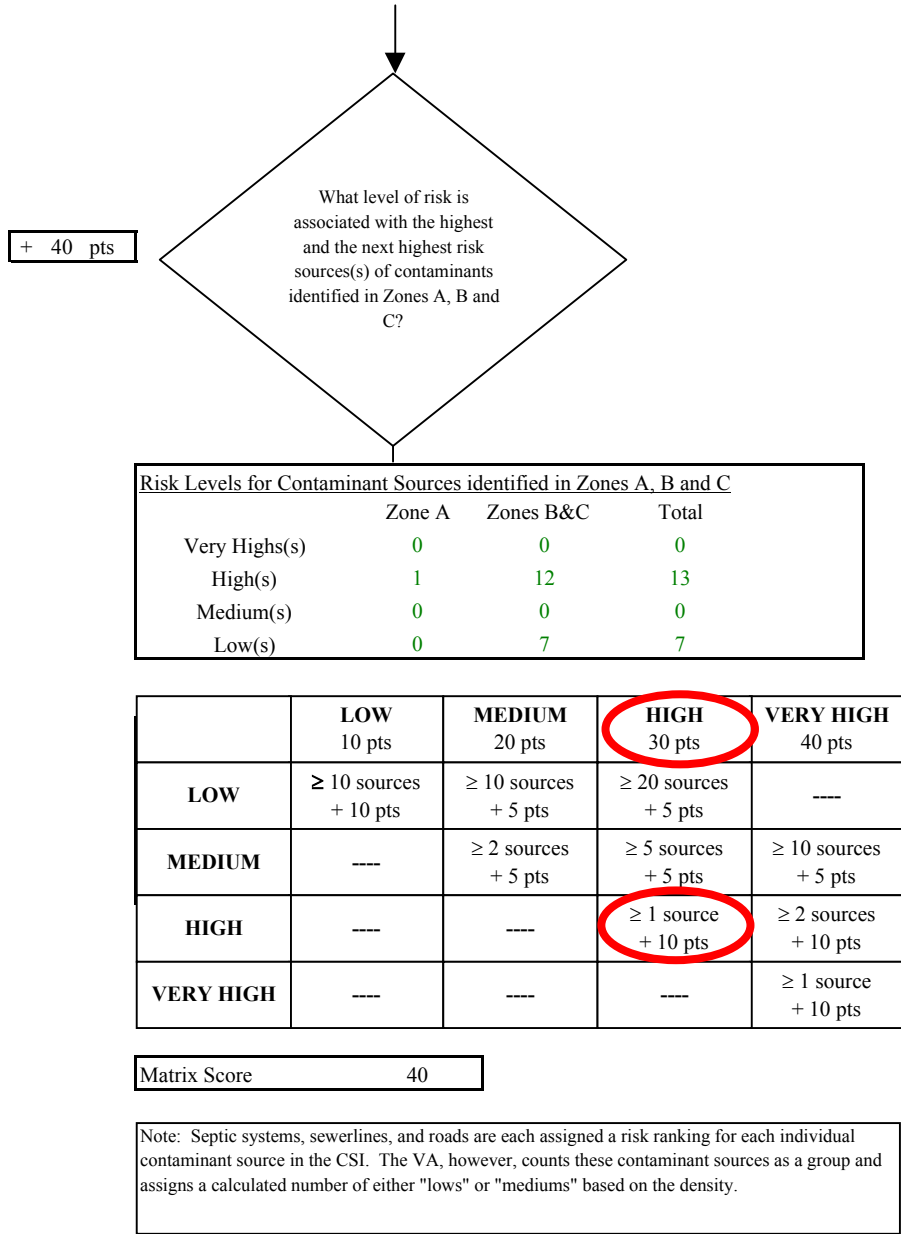 What level of risk is
associated with the highest
and the next highest risk
sources(s) of contaminants
identified in Zones A, B and
C?
+ 40 pts
Risk Levels for Contaminant Sources identified in Zones A, B and C
Zone A Zones B&C Total
Very Highs(s) 0 0 0
High(s) 1 12 13
Medium(s) 0 0 0
Low(s) 0 7 7
LOW MEDIUM HIGH VERY HIGH
10 pts 20 pts 30 pts 40 pts
LOW ≥ 10 sources ≥ 10 sources ≥ 20 sources ----
+ 10 pts + 5 pts + 5 pts
MEDIUM ---- ≥ 2 sources ≥ 5 sources ≥ 10 sources
+ 5 pts + 5 pts + 5 pts
HIGH ---- ---- ≥ 1 source ≥ 2 sources
+ 10 pts + 10 pts
VERY HIGH ---- ---- ---- ≥ 1 source
+ 10 pts
Matrix Score 40
Note: Septic systems, sewerlines, and roads are each assigned a risk ranking for each individual
contaminant source in the CSI. The VA, however, counts these contaminant sources as a group and
assigns a calculated number of either "lows" or "mediums" based on the density.